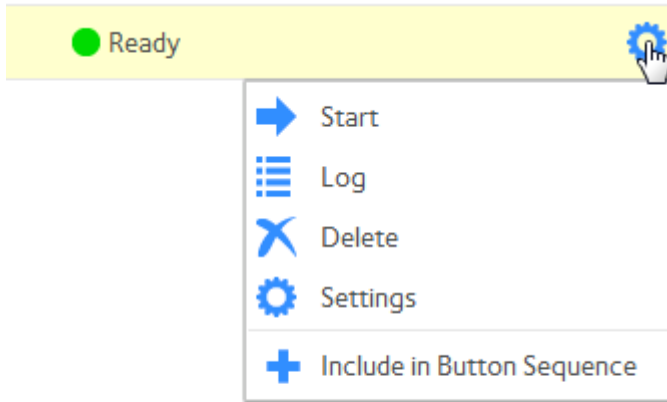 Ready
Start
Log
Delete
Settings
Include in Button Sequence